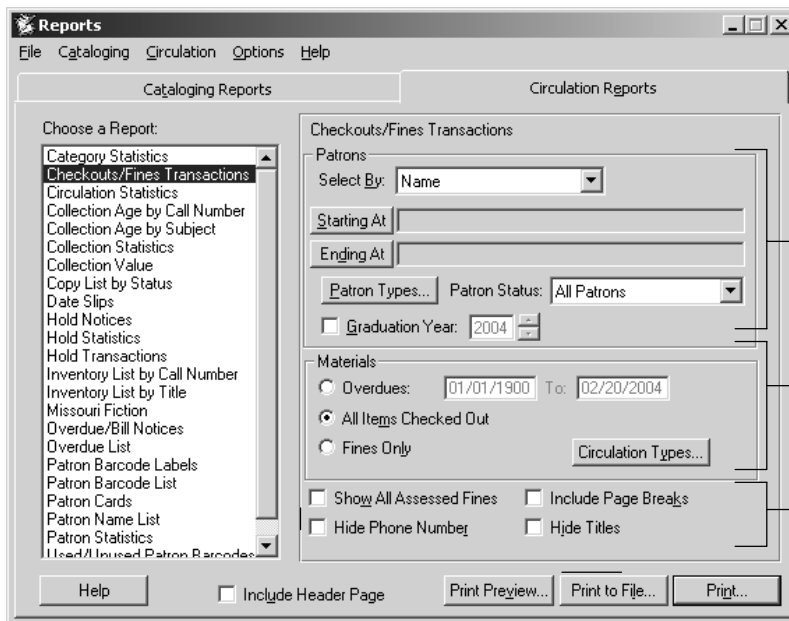 Reports
File Cataloging Circulation Options Help
Cataloging Reports
Circulation Reports
Choose a Report:
Category Statistics
Checkouts/Fines Transactions
Circulation Statistics
Collection Age by Call Number
Collection Age by Subject
Collection Statistics
Collection Value
Copy List by Status
Date Slips
Hold Notices
Hold Statistics
Hold Transactions
Inventory List by Call Number
Inventory List by Title
Missouri Fiction
Overdue/Bill Notices
Overdue List
Patron Barcode Labels
Patron Barcode List
Patron Cards
Patron Name List
Patron Statistics
Used/Unused Patron Barcodes
Checkouts/Fines Transactions
Patrons
Select By: Name
Starting At
Ending At
Patron Types... Patron Status: All Patrons
Graduation Year: 2004
Materials
Overdues: 01/01/1900 To: 02/20/2004
All Items Checked Out
Fines Only
Circulation Types...
Show All Assessed Fines Include Page Breaks
Hide Phone Number Hide Titles
Help Include Header Page Print Preview... Print to File... Print...